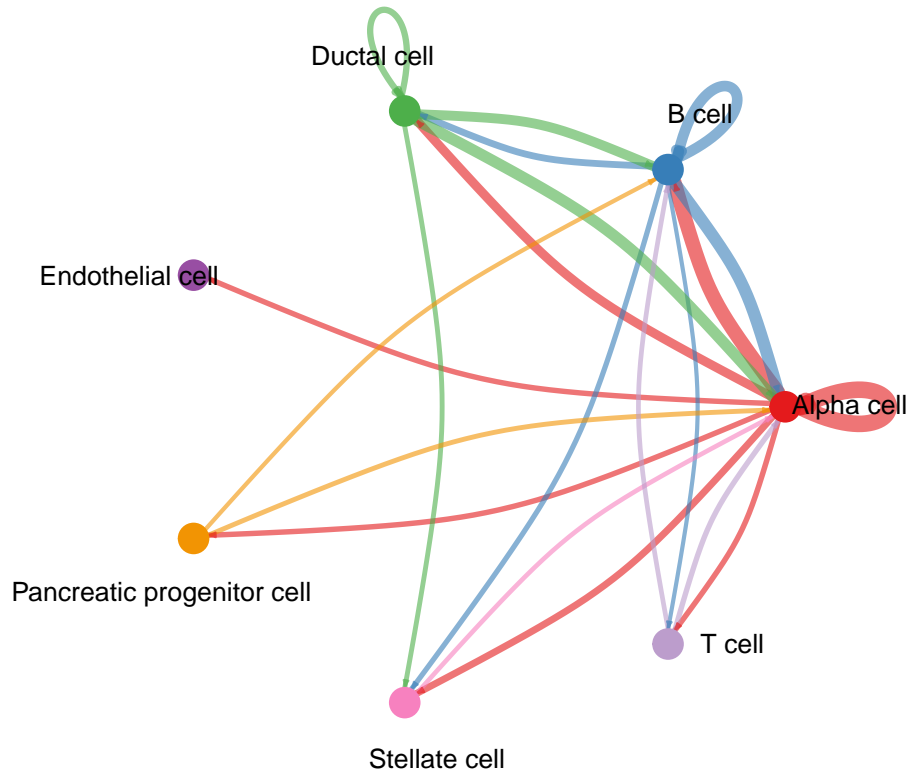 Ductal cell
B cell
Endothelial cell
Alpha cell
Pancreatic progenitor cell
T cell
Stellate cell